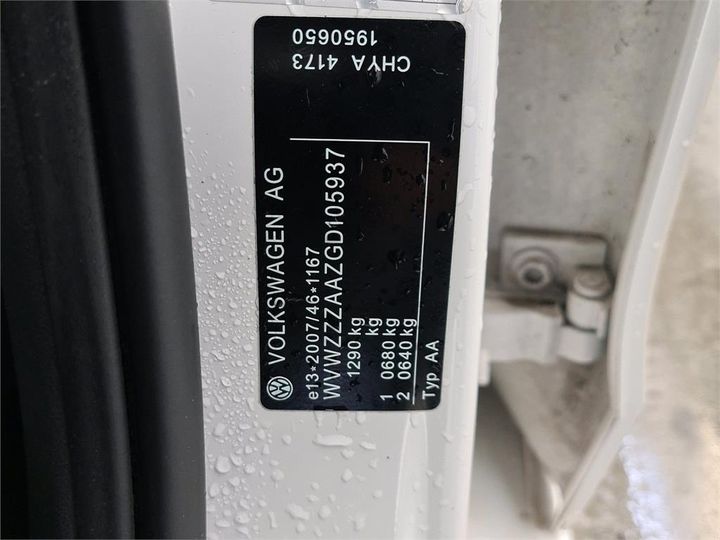 VOLKSWAGEN AG
e13*2007/46*1167
WVWZZZAAZGD105937
1290 kg
kg
1 0680 kg
2 0640 kg
Typ AA
CHYA 4173
1950650